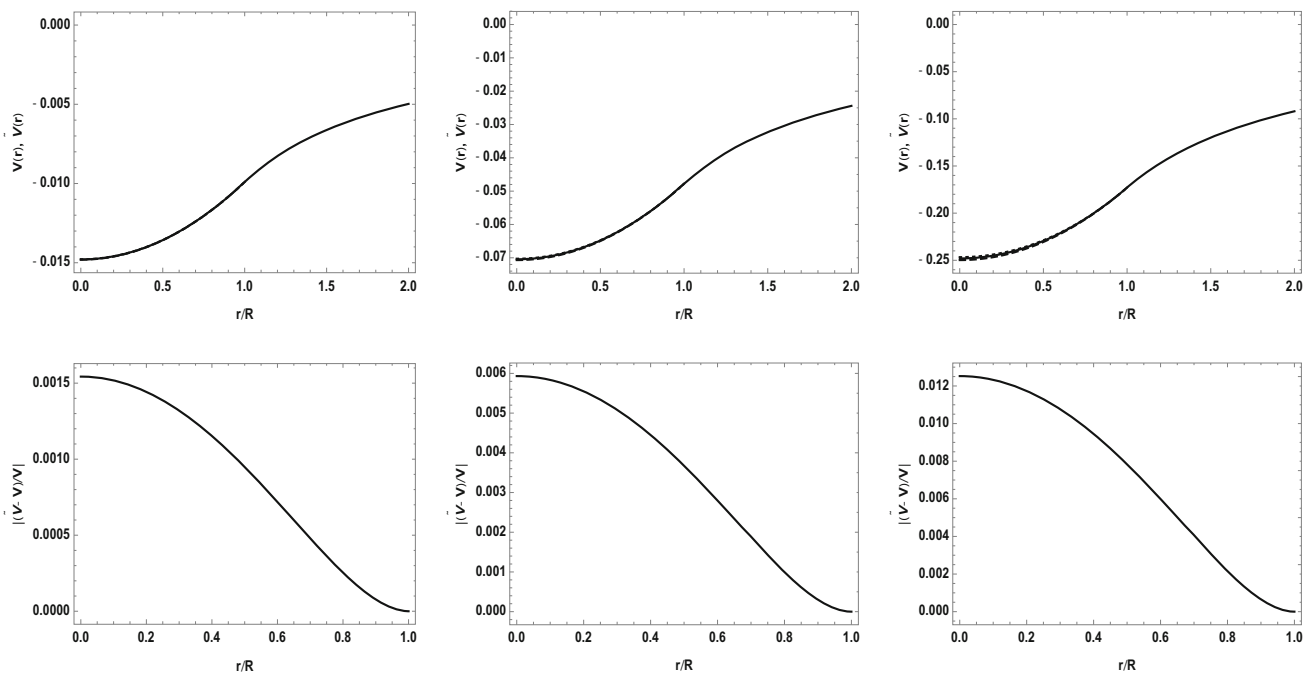 0.000
- 0.005
- 0.010
- 0.015
V(r), Ṽ(r)
0.0 0.5 1.0 1.5 2.0
r/R
0.00
- 0.01
- 0.02
- 0.03
- 0.04
- 0.05
- 0.06
- 0.07
V(r), Ṽ(r)
0.0 0.5 1.0 1.5 2.0
r/R
0.00
- 0.05
- 0.10
- 0.15
- 0.20
- 0.25
V(r), Ṽ(r)
0.0 0.5 1.0 1.5 2.0
r/R
0.0015
0.0010
0.0005
0.0000
|(Ṽ- V)/V|
0.0 0.2 0.4 0.6 0.8 1.0
r/R
0.006
0.005
0.004
0.003
0.002
0.001
0.000
|(Ṽ- V)/V|
0.0 0.2 0.4 0.6 0.8 1.0
r/R
0.012
0.010
0.008
0.006
0.004
0.002
0.000
|(Ṽ- V)/V|
0.0 0.2 0.4 0.6 0.8 1.0
r/R